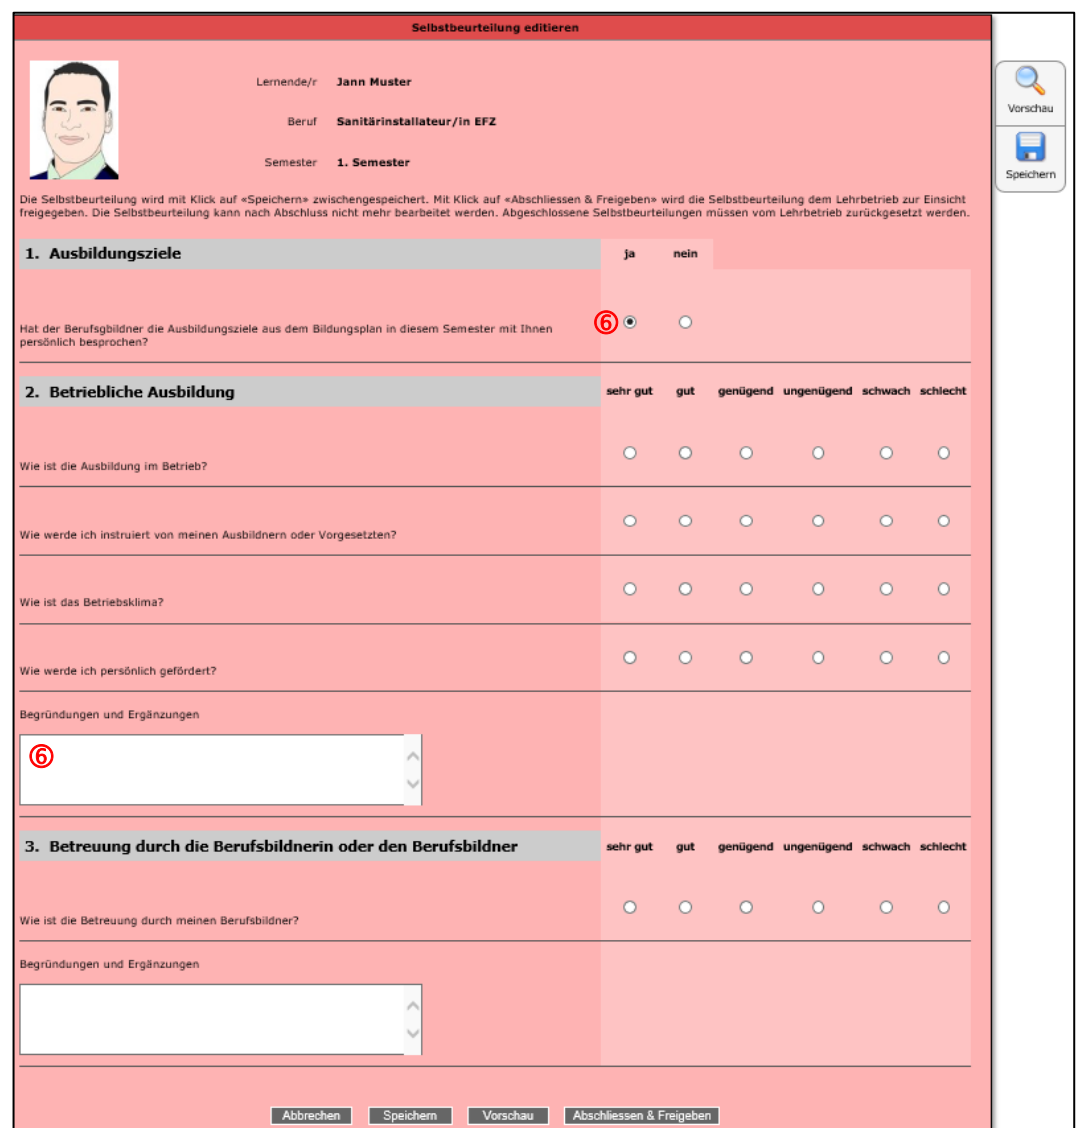 Selbstbeurteilung editieren
Lernende/r Jann Muster
Vorschau
Beruf Sanitärinstallateur/in EFZ
Semester 1. Semester
Speichern
Die Selbstbeurteilung wird mit Klick auf «Speichern» zwischengespeichert. Mit Klick auf «Abschliessen & Freigeben» wird die Selbstbeurteilung dem Lehrbetrieb zur Einsicht
freigegeben. Die Selbstbeurteilung kann nach Abschluss nicht mehr bearbeitet werden. Abgeschlossene Selbstbeurteilungen müssen vom Lehrbetrieb zurückgesetzt werden.
1. Ausbildungsziele ja nein
⑥
Hat der Berufsgbildner die Ausbildungsziele aus dem Bildungsplan in diesem Semester mit Ihnen
persönlich besprochen?
2. Betriebliche Ausbildung sehr gut gut genügend ungenügend schwach schlecht
Wie ist die Ausbildung im Betrieb?
Wie werde ich instruiert von meinen Ausbildnern oder Vorgesetzten?
Wie ist das Betriebsklima?
Wie werde ich persönlich gefördert?
Begründungen und Ergänzungen
⑥
3. Betreuung durch die Berufsbildnerin oder den Berufsbildner sehr gut gut genügend ungenügend schwach schlecht
Wie ist die Betreuung durch meinen Berufsbildner?
Begründungen und Ergänzungen
Abbrechen Speichern Vorschau Abschliessen & Freigeben